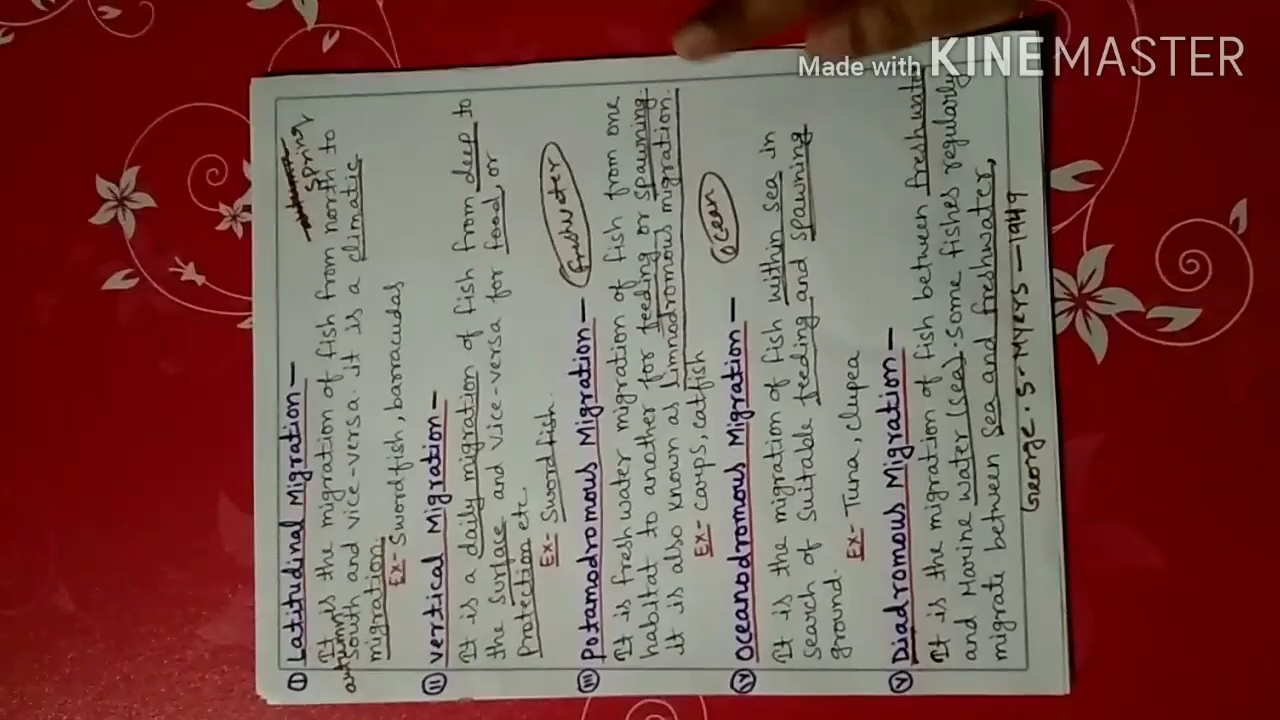 Made with KINEMASTER
(i) Latitudinal Migration -
spring
It is the migration of fish from north to
autumn
south and vice-versa. it is a climatic
migration.
Ex- Swordfish, barracudas
(ii) vertical Migration -
It is a daily migration of fish from deep to
the Surface and vice-versa for food, or
Protection etc.
Ex- Swordfish.
(iii) Potamodromous Migration - freshwater
It is fresh water migration of fish from one
habitat to another for feeding or spawning.
it is also known as limnodromous migration.
Ex- carps, catfish
(iv) Oceanodromous Migration - Ocean
It is the migration of fish within sea in
search of suitable feeding and spawning
ground.
Ex- Tuna, clupea
(v) Diadromous Migration -
It is the migration of fish between freshwater
and Marine water (sea). Some fishes regularly
migrate between Sea and freshwater,
George. S. Myers - 1949